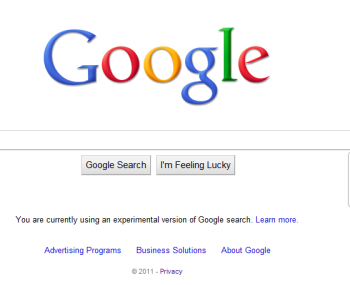 Google
Google Search I'm Feeling Lucky
You are currently using an experimental version of Google search. Learn more.
Advertising Programs Business Solutions About Google
© 2011 - Privacy